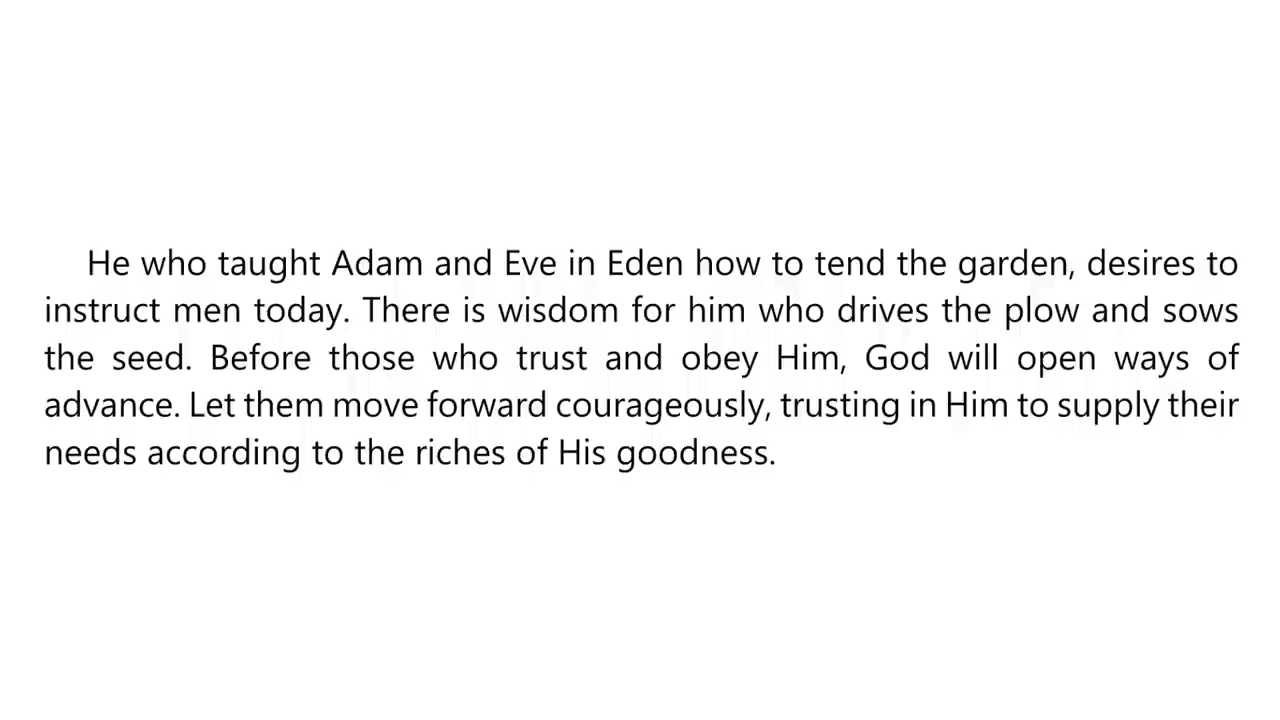 He who taught Adam and Eve in Eden how to tend the garden, desires to
instruct men today. There is wisdom for him who drives the plow and sows
the seed. Before those who trust and obey Him, God will open ways of
advance. Let them move forward courageously, trusting in Him to supply their
needs according to the riches of His goodness.